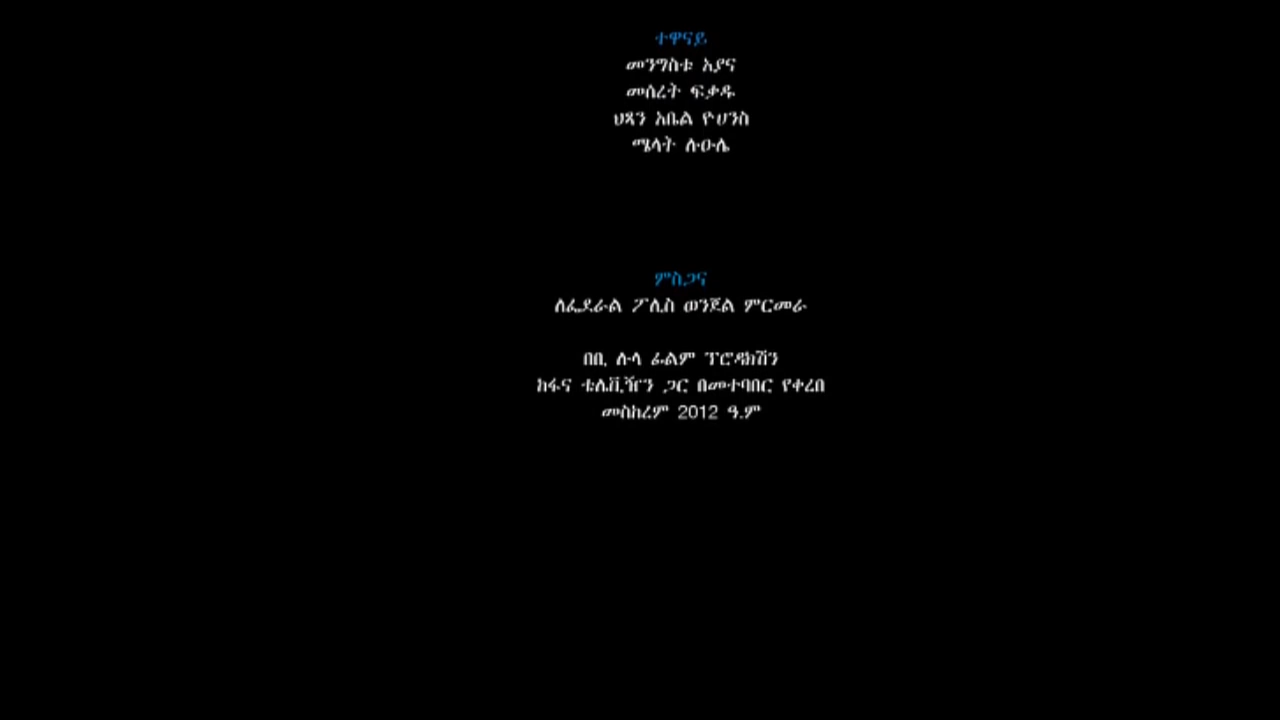 ተዋናይ
መንግስቱ አያና
መሰረት ፍቃዱ
ህጻን አቤል ዮሀንስ
ሜላት ሉዑሌ
ምስጋና
ለፌደራል ፖሊስ ወንጀል ምርመራ
በቢ ሉላ ፊልም ፕሮዳክሽን
ከፋና ቴሌቪዥን ጋር በመተባበር የቀረበ
መስከረም 2012 ዓ.ም